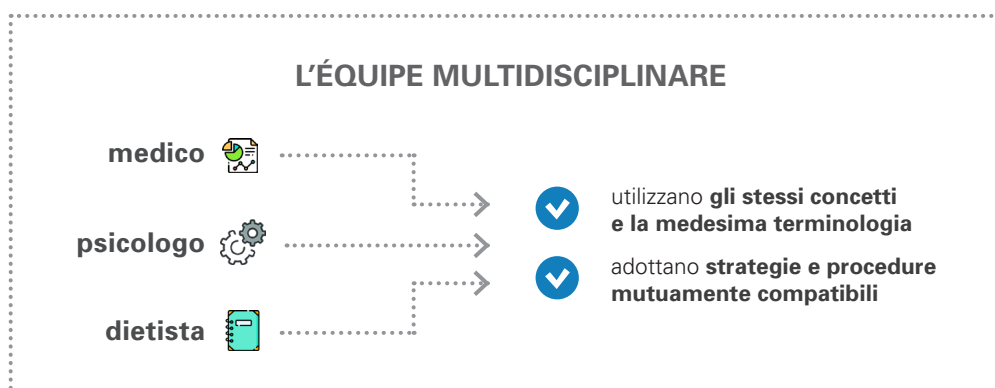 L'ÉQUIPE MULTIDISCIPLINARE
medico
psicologo
dietista
utilizzano gli stessi concetti
e la medesima terminologia
adottano strategie e procedure
mutuamente compatibili